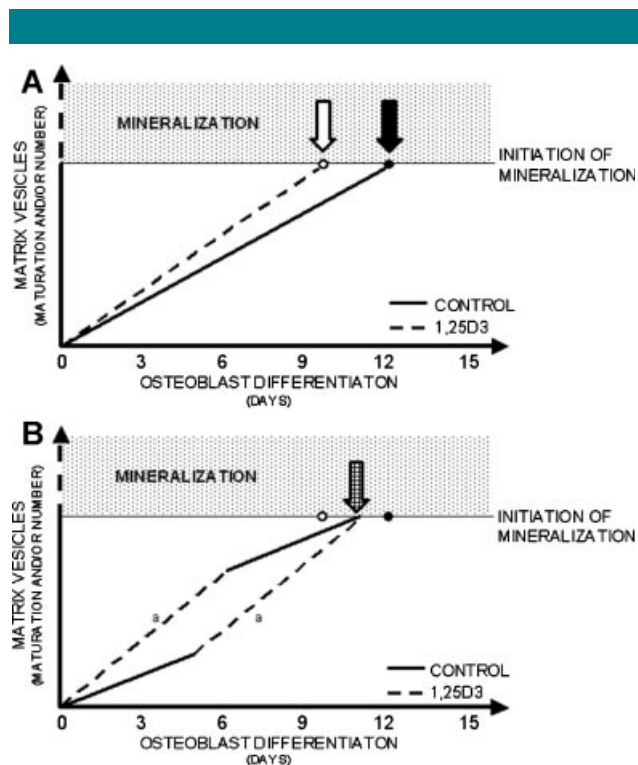 A
MINERALIZATION
INITIATION OF
MINERALIZATION
MATRIX VESICLES
(MATURATION AND/OR NUMBER)
CONTROL
1,25D3
0 3 6 9 12 15
OSTEOBLAST DIFFERENTIATON
(DAYS)
B
MINERALIZATION
INITIATION OF
MINERALIZATION
MATRIX VESICLES
(MATURATION AND/OR NUMBER)
a a
CONTROL
1,25D3
0 3 6 9 12 15
OSTEOBLAST DIFFERENTIATON
(DAYS)